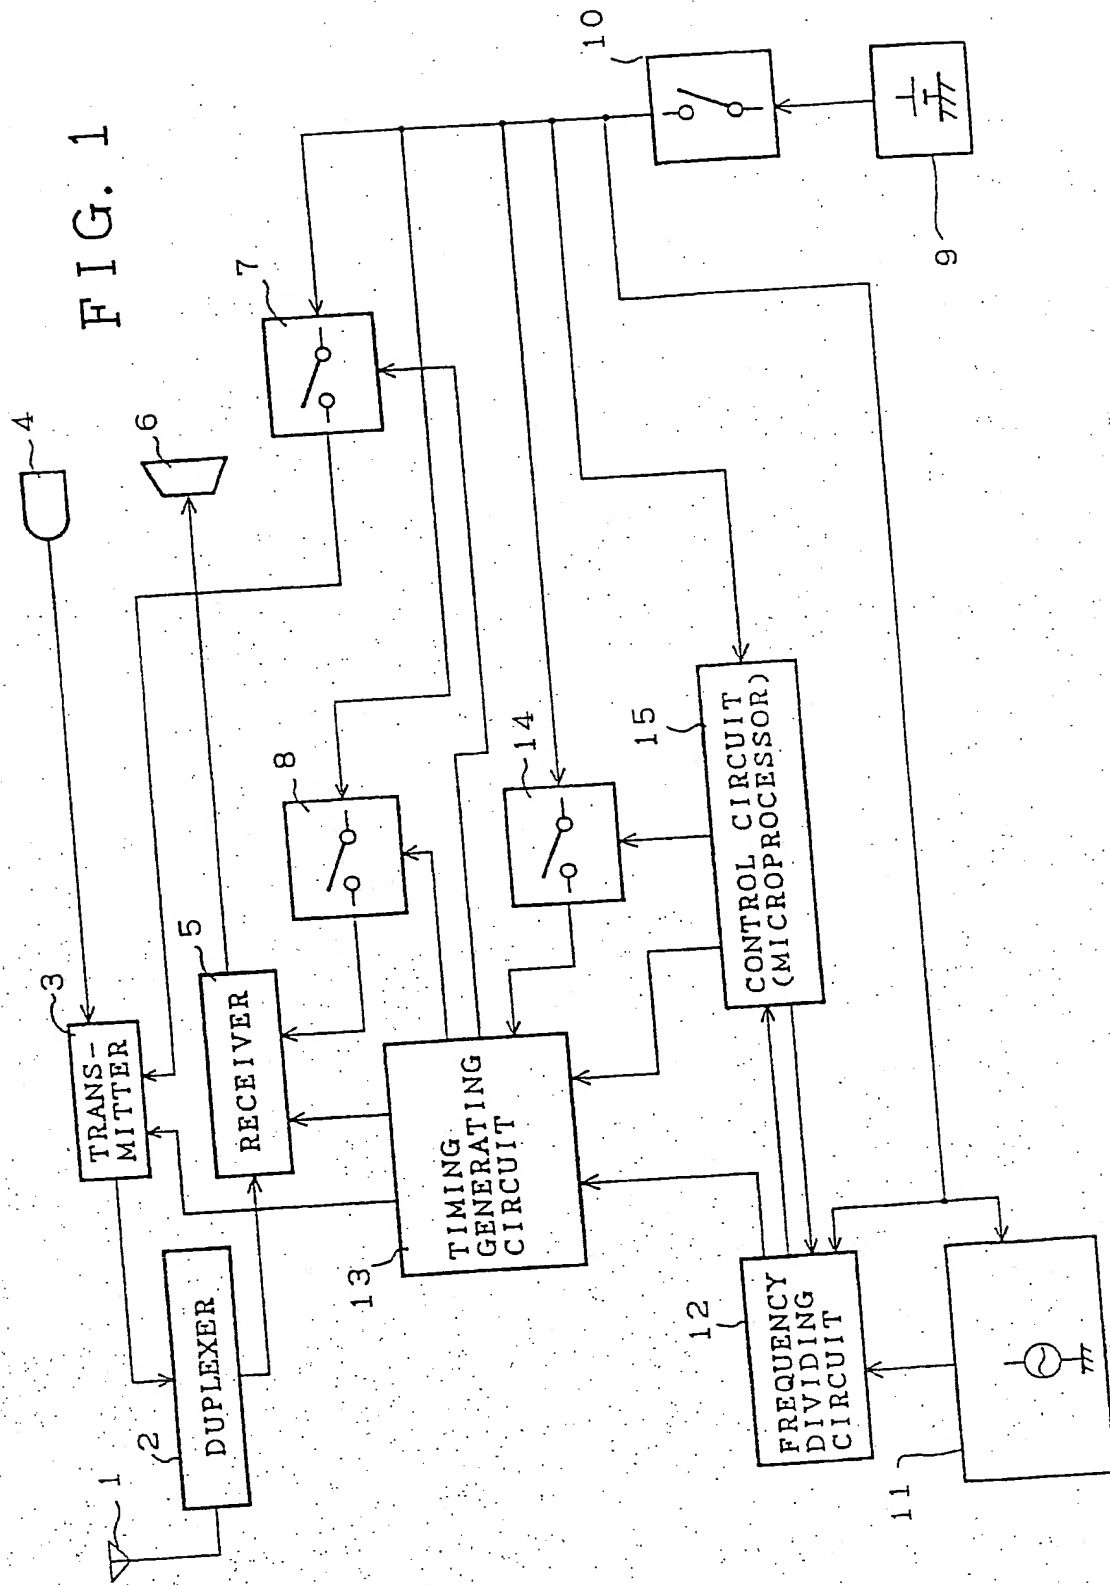 FIG. 1
1
2
DUPLEXER
3
TRANS-
MITTER
4
5
RECEIVER
6
7
8
13
TIMING
GENERATING
CIRCUIT
14
15
CONTROL CIRCUIT
(MICROPROCESSOR)
12
FREQUENCY
DIVIDING
CIRCUIT
11
10
9